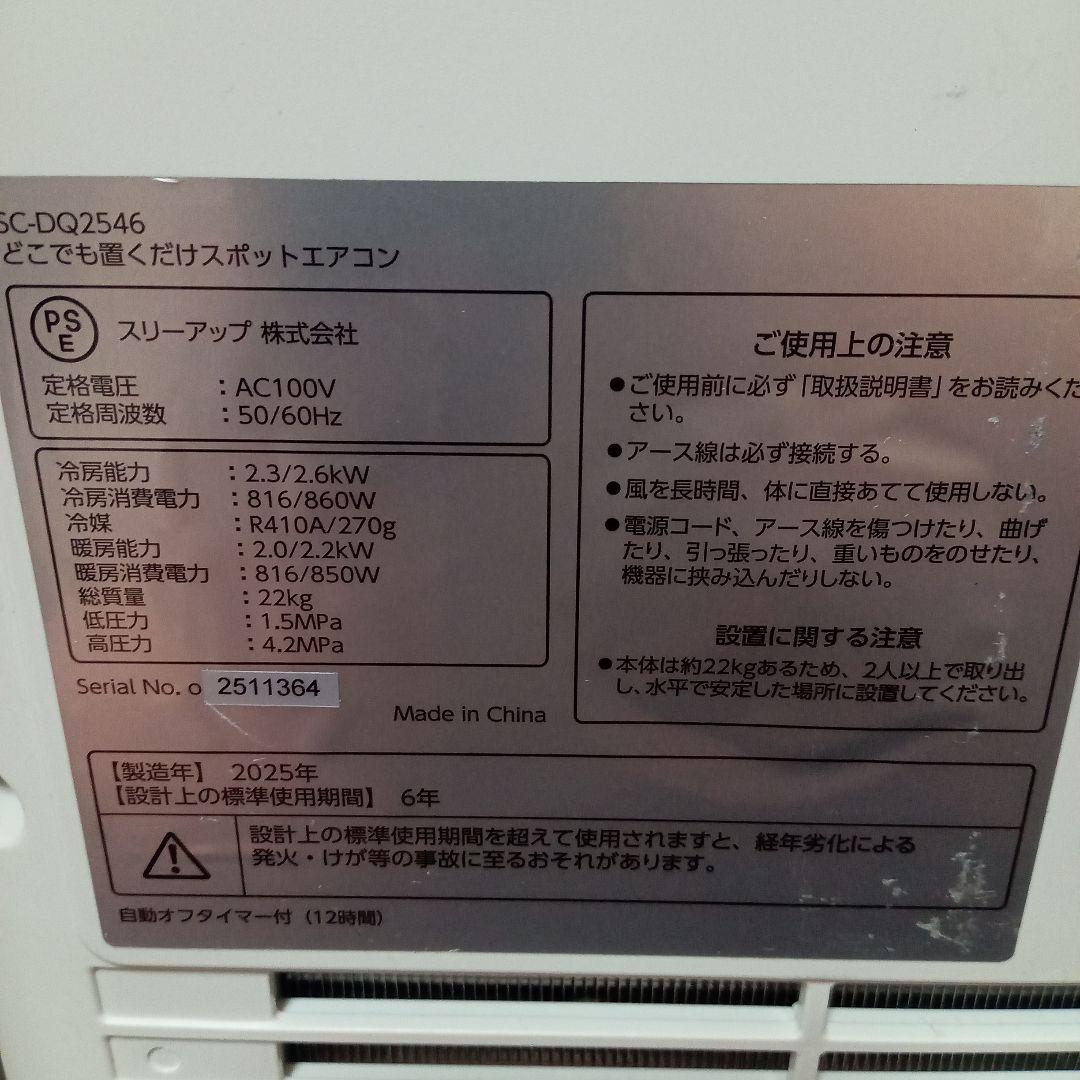 SC-DQ2546
どこでも置くだけスポットエアコン
PSE
スリーアップ 株式会社
定格電圧 : AC100V
定格周波数 : 50/60Hz
冷房能力 : 2.3/2.6kW
冷房消費電力 : 816/860W
冷媒 : R410A/270g
暖房能力 : 2.0/2.2kW
暖房消費電力 : 816/850W
総質量 : 22kg
低圧力 : 1.5MPa
高圧力 : 4.2MPa
Serial No. o 2511364
Made in China
ご使用上の注意
●ご使用前に必ず「取扱説明書」をお読みくだ
さい。
●アース線は必ず接続する。
●風を長時間、体に直接あてて使用しない。
●電源コード、アース線を傷つけたり、曲げ
たり、引っ張ったり、重いものをのせたり、
機器に挟み込んだりしない。
設置に関する注意
●本体は約22kgあるため、2人以上で取り出
し、水平で安定した場所に設置してください。
【製造年】 2025年
【設計上の標準使用期間】 6年
設計上の標準使用期間を超えて使用されますと、経年劣化による
発火・けが等の事故に至るおそれがあります。
自動オフタイマー付（12時間）